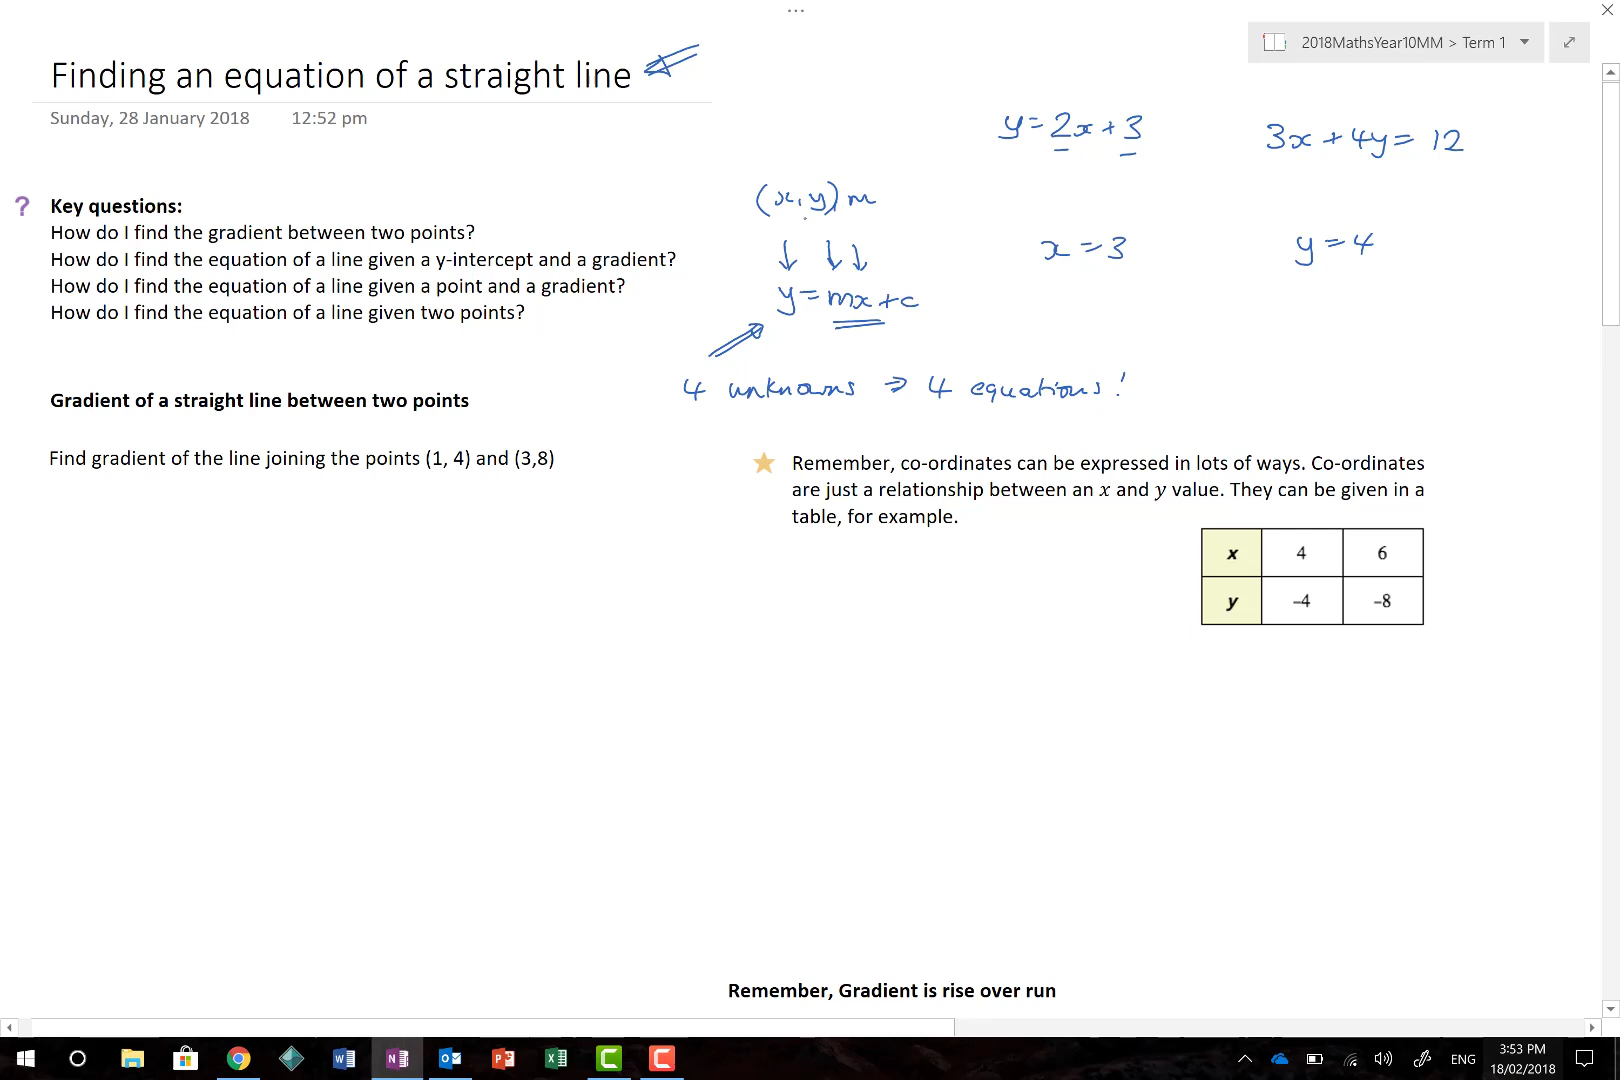 2018MathsYear10MM > Term 1
Finding an equation of a straight line
Sunday, 28 January 2018 12:52 pm
y = 2x + 3
3x + 4y = 12
(x, y) m
x = 3
y = 4
y = mx + c
4 unknowns ⇒ 4 equations!
? Key questions:
How do I find the gradient between two points?
How do I find the equation of a line given a y-intercept and a gradient?
How do I find the equation of a line given a point and a gradient?
How do I find the equation of a line given two points?
Gradient of a straight line between two points
Find gradient of the line joining the points (1, 4) and (3,8)
Remember, co-ordinates can be expressed in lots of ways. Co-ordinates
are just a relationship between an x and y value. They can be given in a
table, for example.
x 4 6
y -4 -8
Remember, Gradient is rise over run
ENG
3:53 PM
18/02/2018